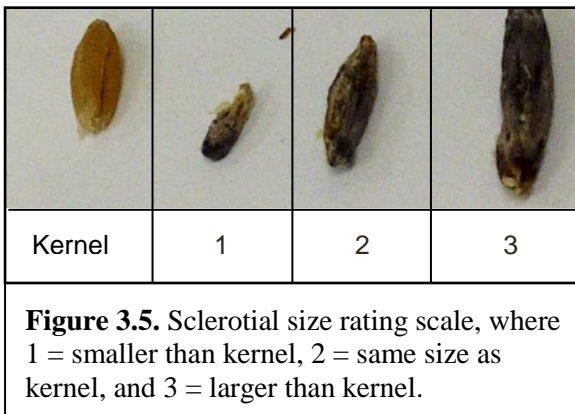 Kernel 1 2 3
Figure 3.5. Sclerotial size rating scale, where
1 = smaller than kernel, 2 = same size as
kernel, and 3 = larger than kernel.